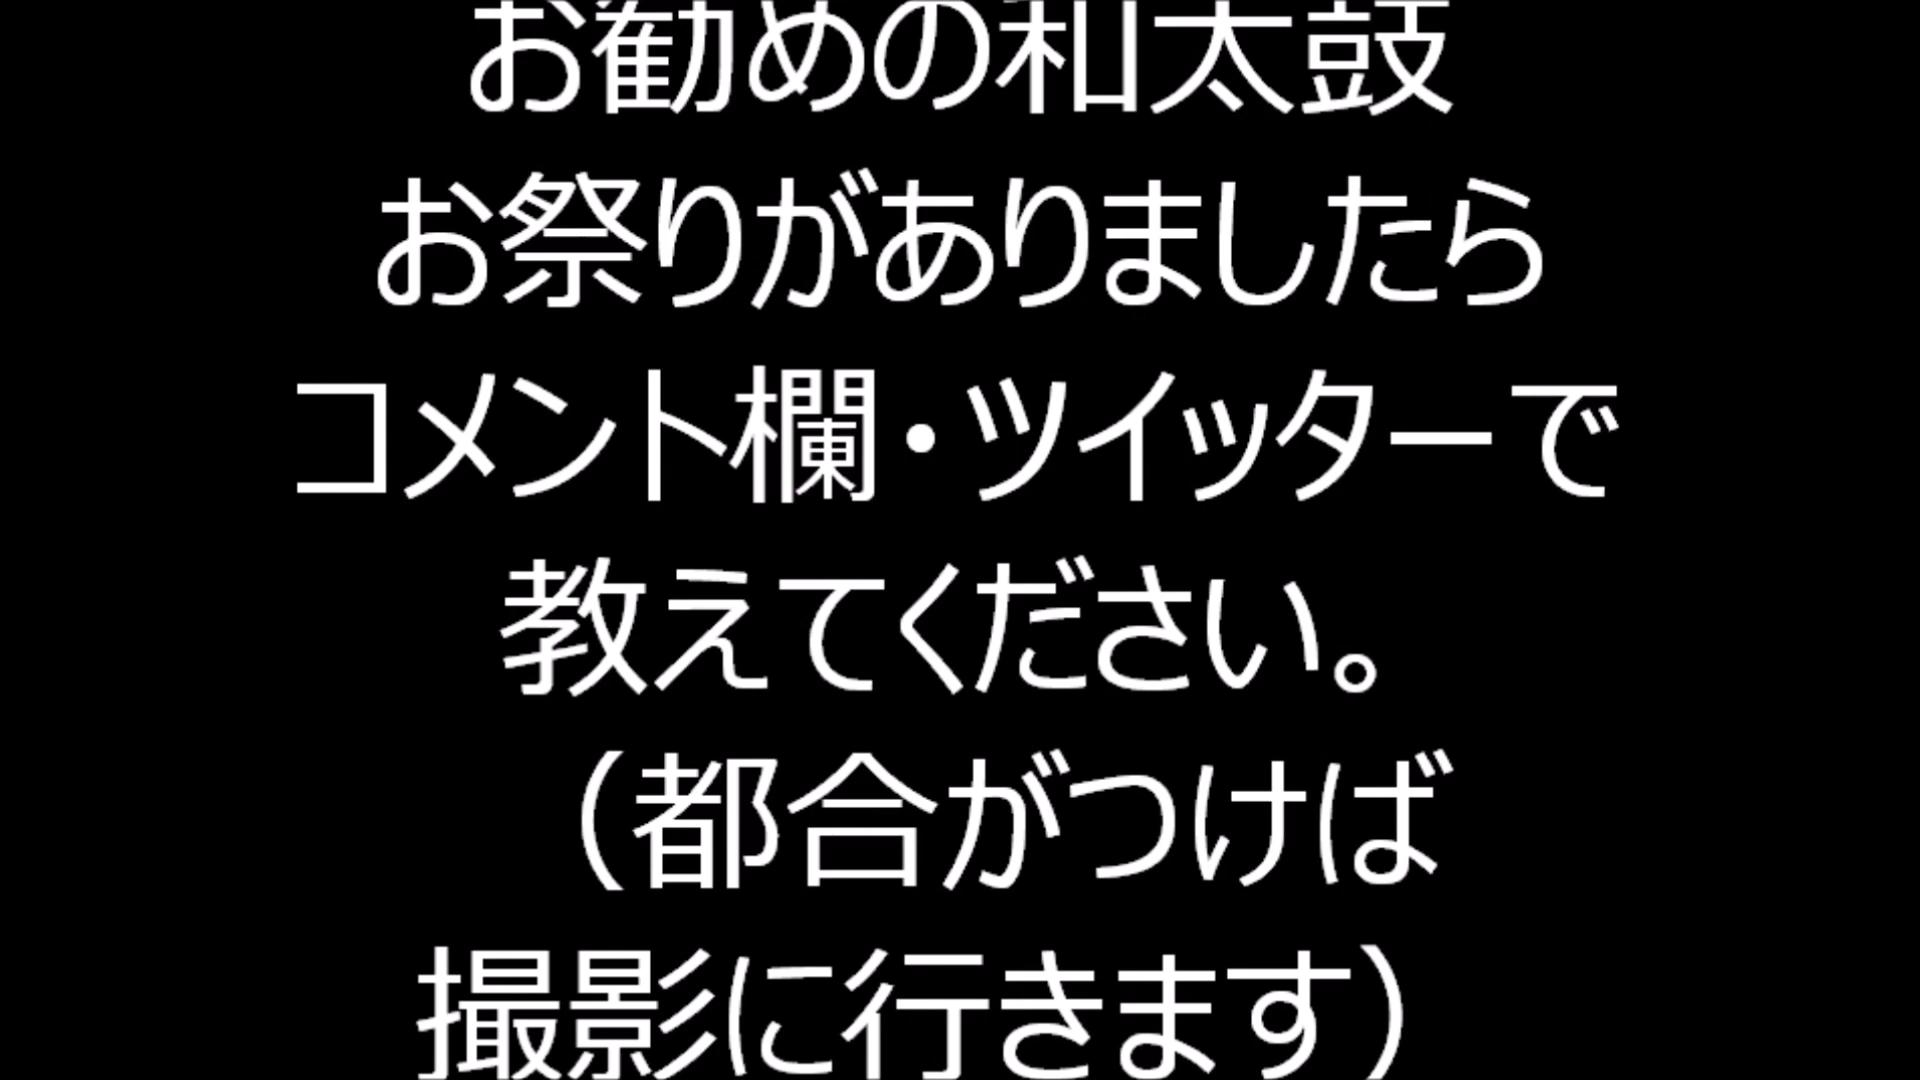 お勧めの和太鼓
お祭りがありましたら
コメント欄・ツイッターで
教えてください。
（都合がつけば
撮影に行きます）